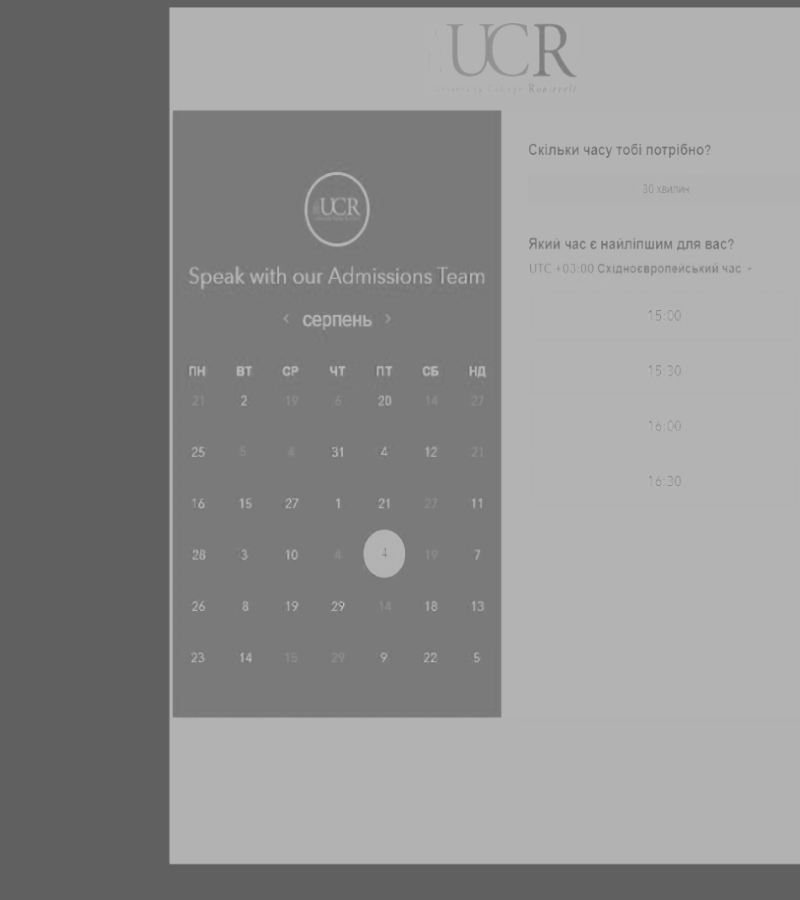 UCR
University College Roosevelt
UCR
Speak with our Admissions Team
< серпень >
ПН ВТ СР ЧТ ПТ СБ НД
21 2 19 6 20 14 27
25 5 4 31 4 12 21
16 15 27 1 21 27 11
28 3 10 4 4 19 7
26 8 19 29 14 18 13
23 14 15 29 9 22 5
Скільки часу тобі потрібно?
30 хвилин
Який час є найліпшим для вас?
UTC +03:00 Східноєвропейський час
15:00
15:30
16:00
16:30